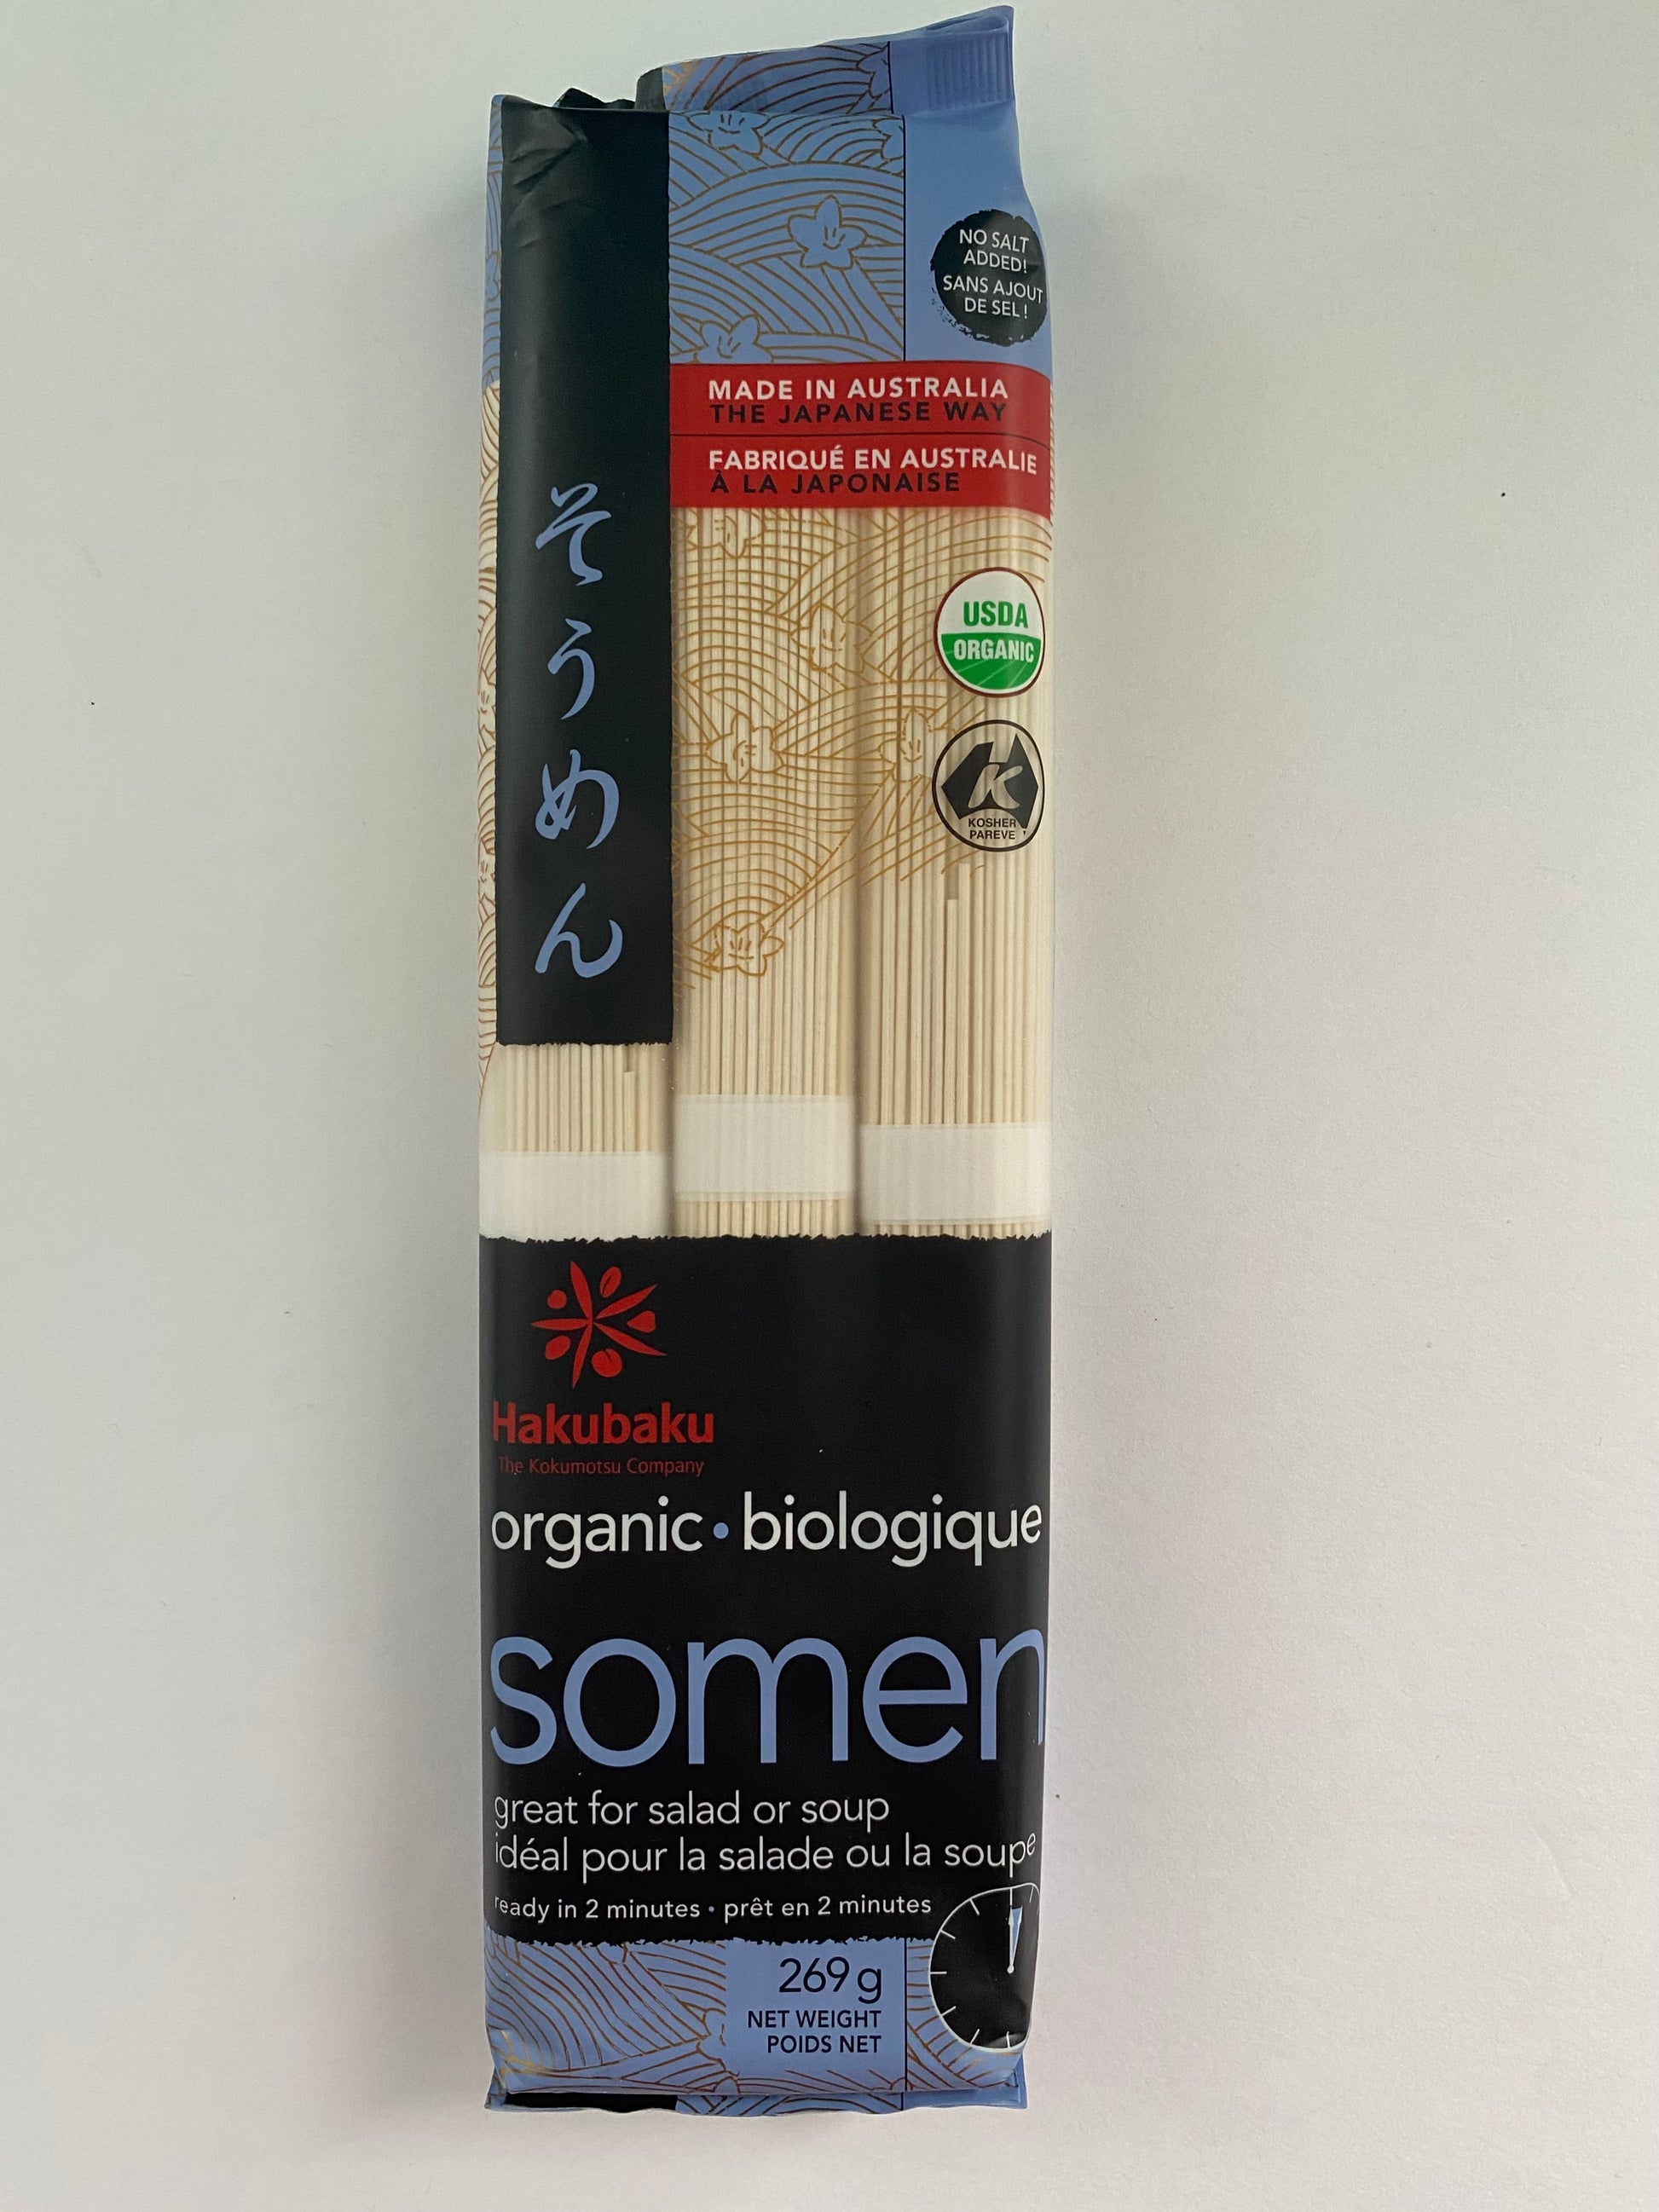 NO SALT
ADDED!
SANS AJOUT
DE SEL!
MADE IN AUSTRALIA
THE JAPANESE WAY
FABRIQUÉ EN AUSTRALIE
À LA JAPONAISE
そうめん
USDA
ORGANIC
K
KOSHER
PAREVE
Hakubaku
The Kokumotsu Company
organic • biologique
somen
great for salad or soup
idéal pour la salade ou la soupe
ready in 2 minutes • prêt en 2 minutes
269 g
NET WEIGHT
POIDS NET